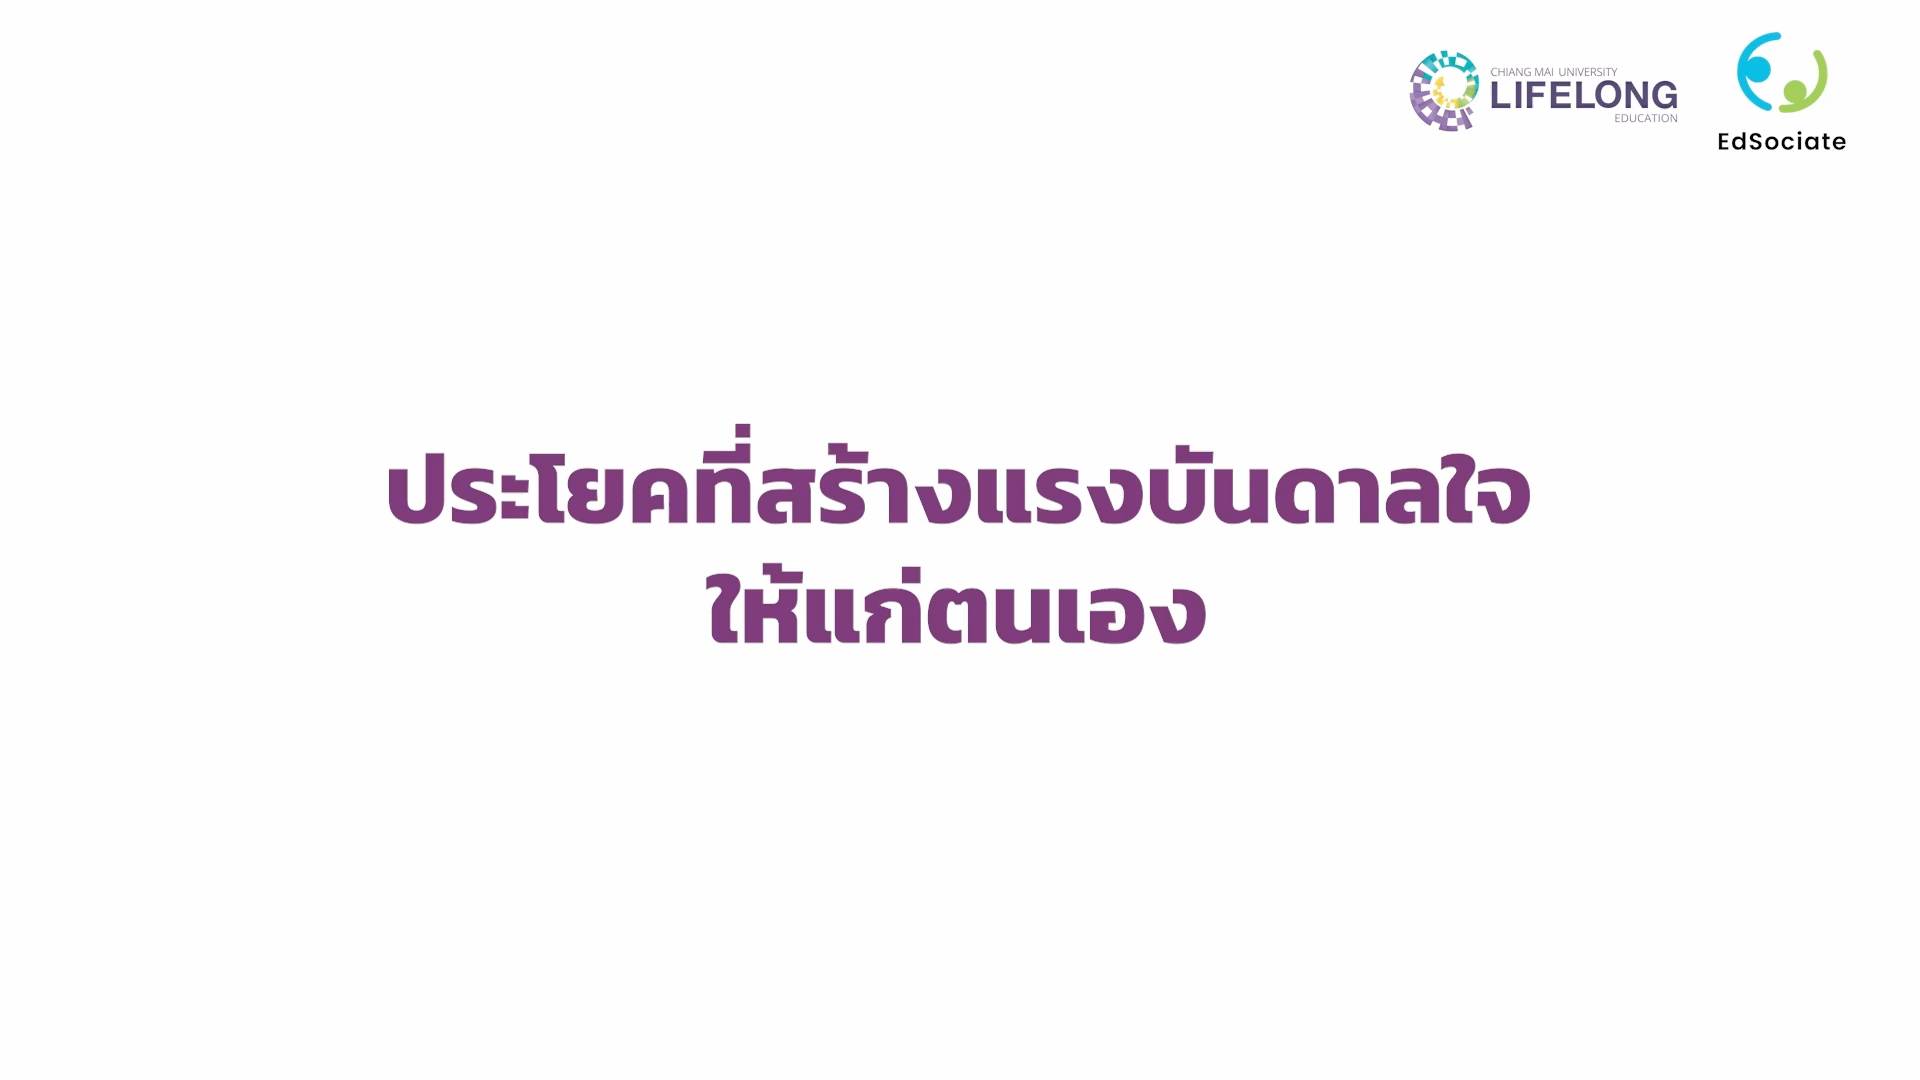 CHIANG MAI UNIVERSITY
LIFELONG
EDUCATION
EdSociate
ประโยคที่สร้างแรงบันดาลใจ
ให้แก่ตนเอง